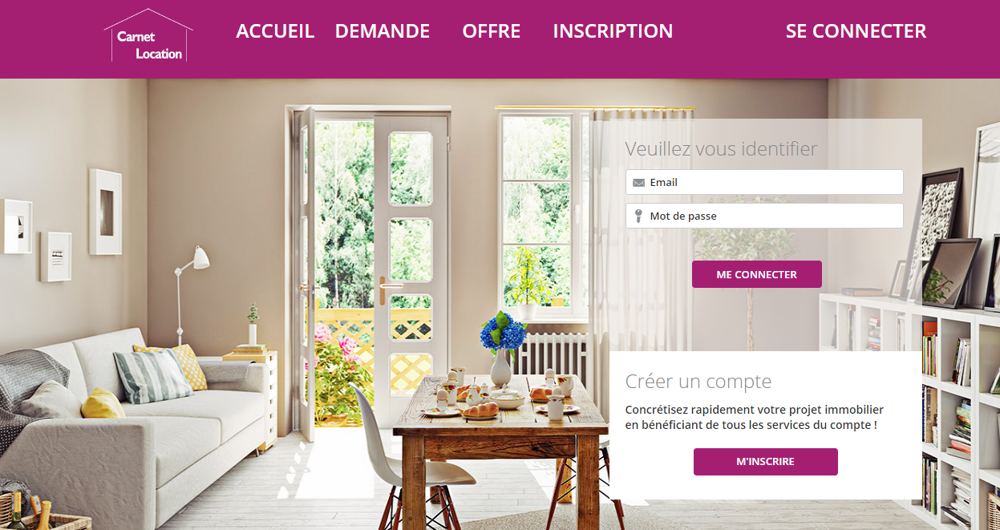 Carnet
Location
ACCUEIL DEMANDE OFFRE INSCRIPTION SE CONNECTER
Veuillez vous identifier
Email
Mot de passe
ME CONNECTER
Créer un compte
Concrétisez rapidement votre projet immobilier
en bénéficiant de tous les services du compte !
M'INSCRIRE